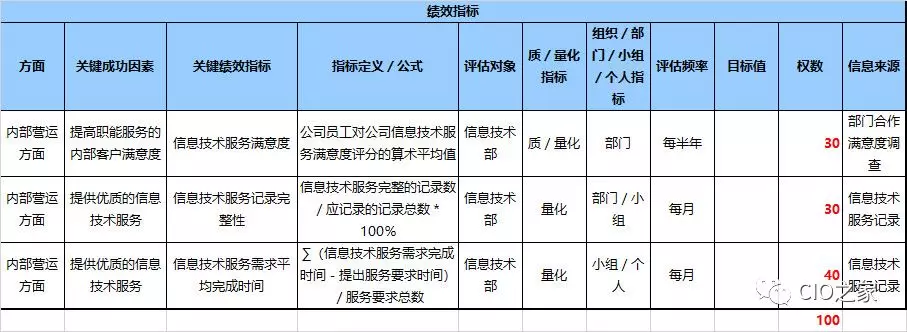 绩效指标
方面
关键成功因素
关键绩效指标
指标定义／公式
评估对象
质／量化
指标
组织／部
门／小组
／个人指
标
评估频率
目标值
权数
信息来源
内部营运
方面
提高职能服务的
内部客户满意度
信息技术服务满意度
公司员工对公司信息技术服
务满意度评分的算术平均值
信息技术
部
质／量化
部门
每半年
30
部门合作
满意度调
查
内部营运
方面
提供优质的信息
技术服务
信息技术服务记录完
整性
信息技术服务完整的记录数
／应记录的记录总数 *
100%
信息技术
部
量化
部门／小
组
每月
30
信息技术
服务记录
内部营运
方面
提供优质的信息
技术服务
信息技术服务需求平
均完成时间
∑（信息技术服务需求完成
时间－提出服务要求时间）
／服务要求总数
信息技术
部
量化
小组／个
人
每月
40
信息技术
服务记录
100
CIO之家